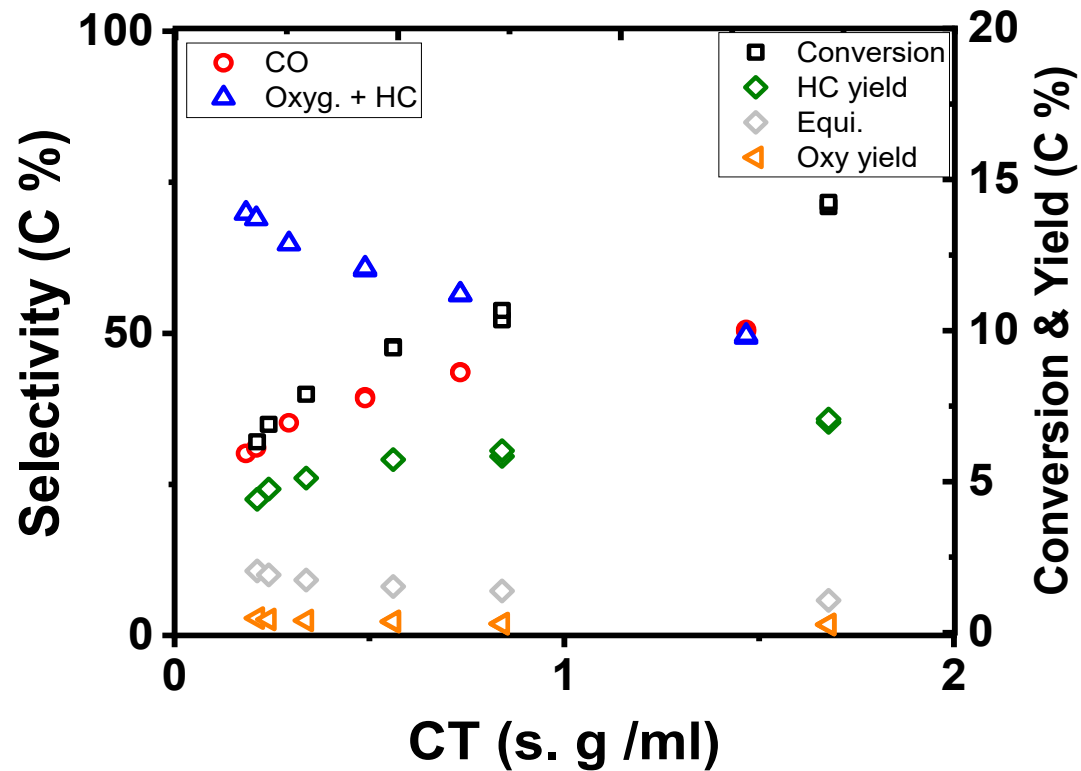 100
20
CO
Oxyg. + HC
Conversion
HC yield
Equi.
Oxy yield
15
50
10
5
0
0
0
1
2
Selectivity (C %)
Conversion & Yield (C %)
CT (s. g /ml)